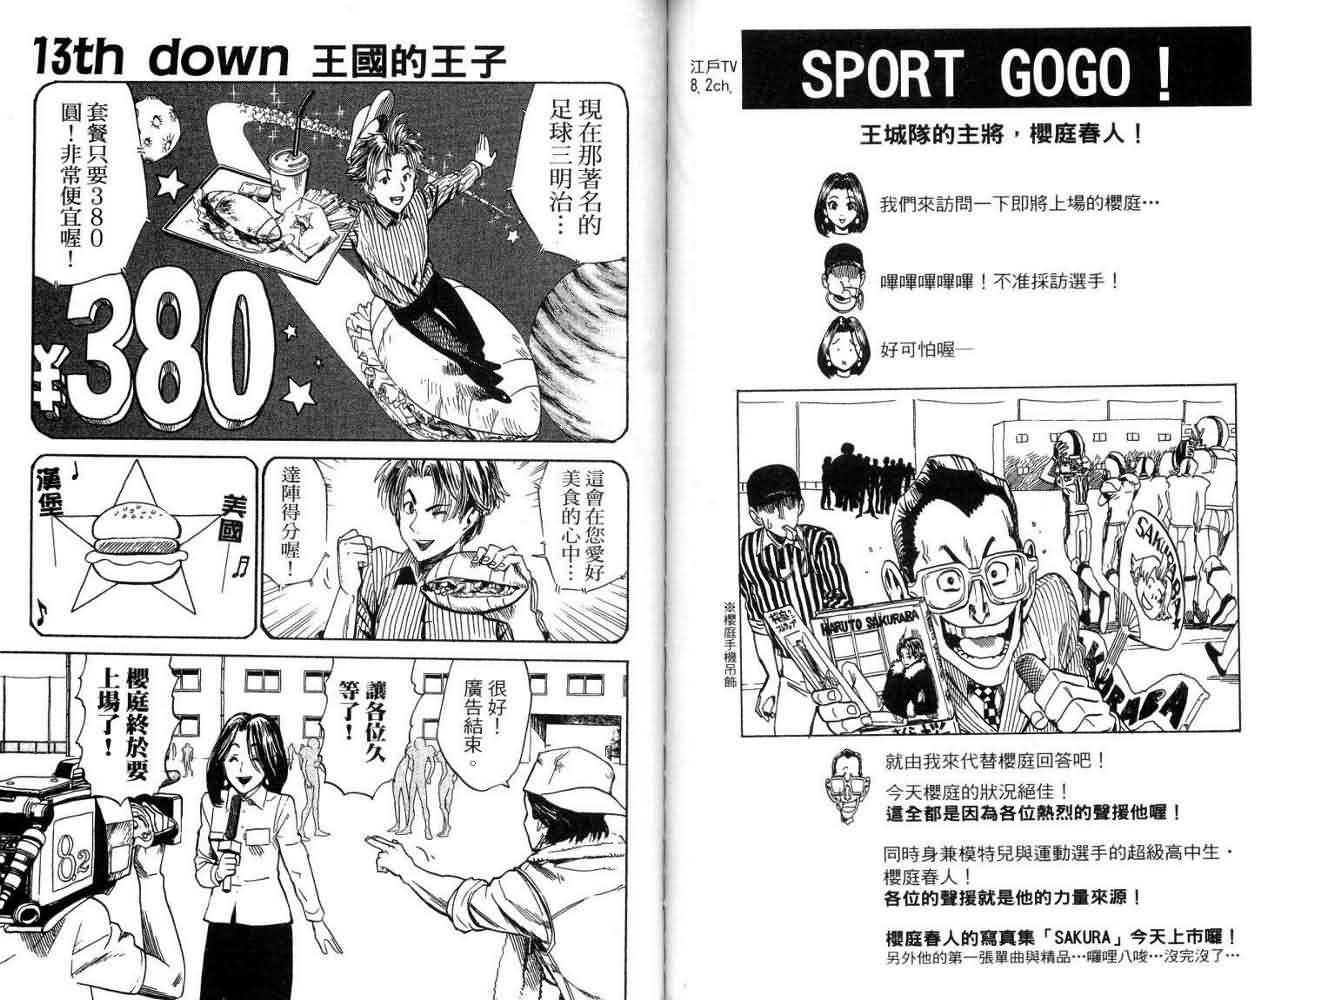 江戶TV
8.2ch.
SPORT GOGO！
王城隊的主將，櫻庭春人！
我們來訪問一下即將上場的櫻庭…
嗶嗶嗶嗶嗶！不准採訪選手！
好可怕喔─
SAKURABA
HARUTO SAKURABA
SAKURABA
※櫻庭手機吊飾
就由我來代替櫻庭回答吧！
今天櫻庭的狀況絕佳！
這全都是因為各位熱烈的聲援他喔！
同時身兼模特兒與運動選手的超級高中生．
櫻庭春人！
各位的聲援就是他的力量來源！
櫻庭春人的寫真集「SAKURA」今天上市囉！
另外他的第一張單曲與精品…囉哩八唆…沒完沒了…
13th down 王國的王子
現在那著名的
足球三明治…
套餐只要380
圓！非常便宜喔！
¥380
這會在您愛好
美食的心中…
達陣得分喔！
美國
漢堡
很好！
廣告結束。
讓各位久
等了！
櫻庭終於要
上場了！
8.2